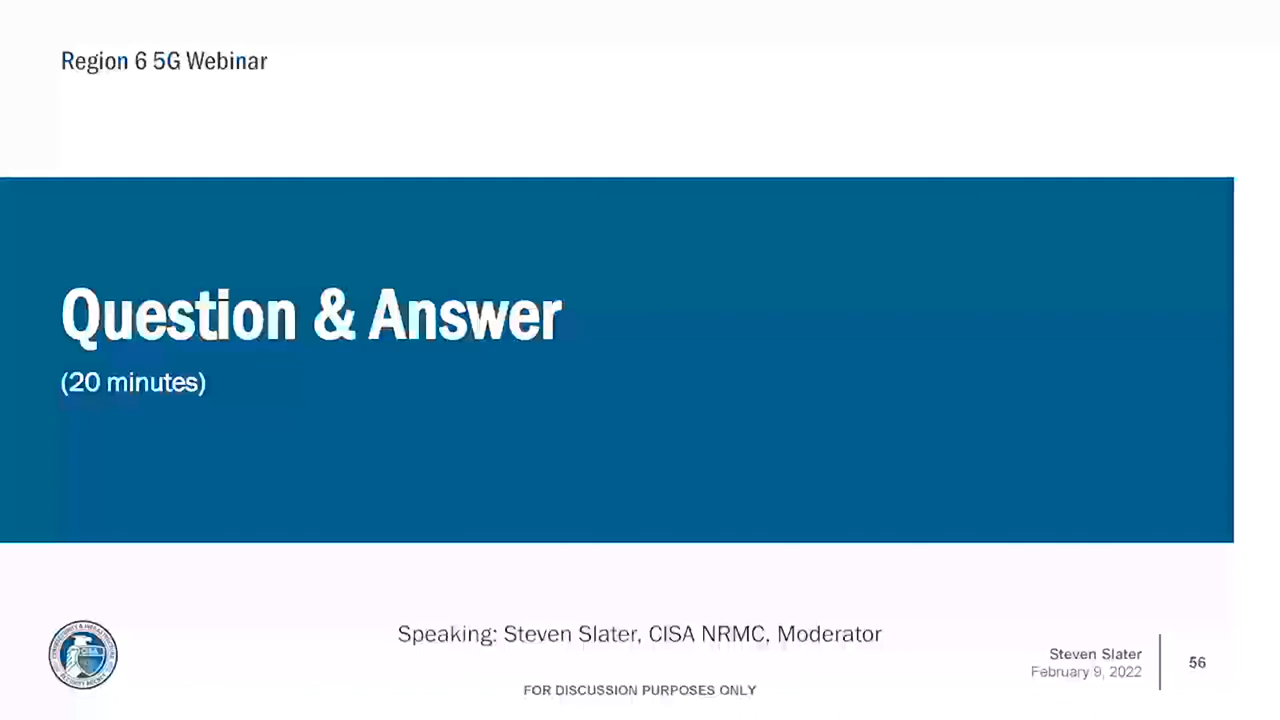 Region 6 5G Webinar
Question & Answer
(20 minutes)
Speaking: Steven Slater, CISA NRMC, Moderator
Steven Slater
February 9, 2022
56
FOR DISCUSSION PURPOSES ONLY
CISA